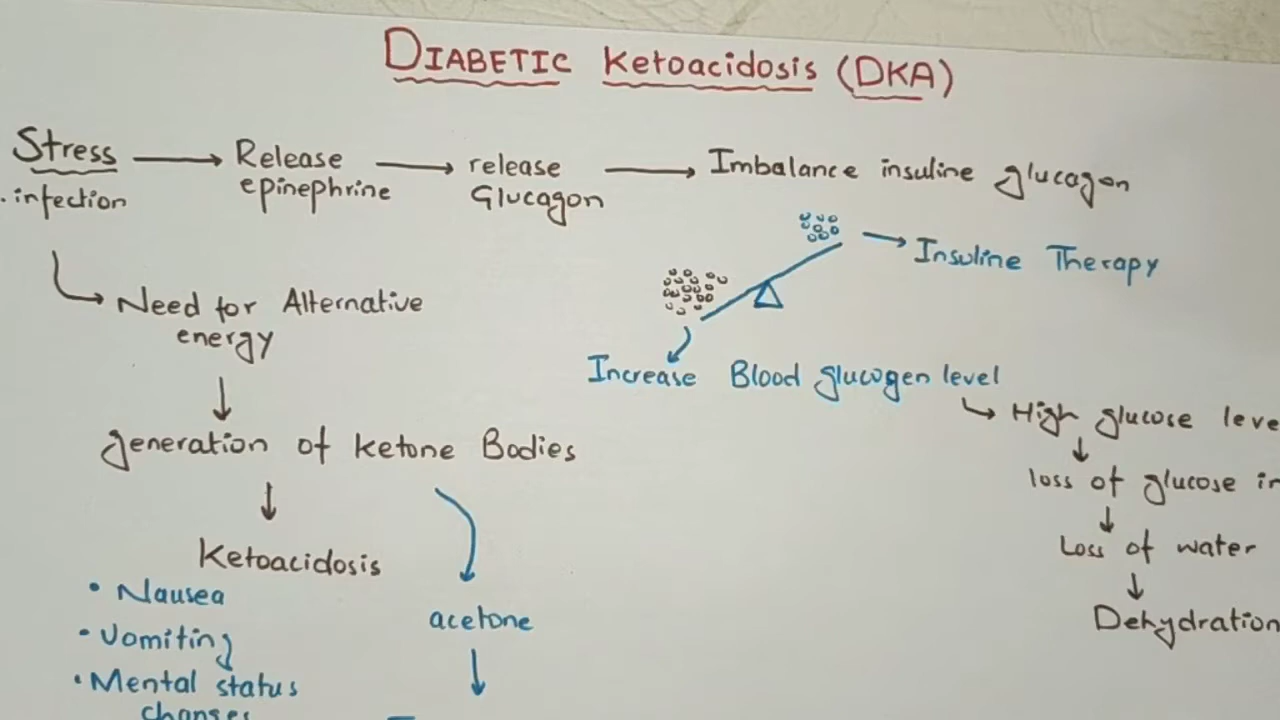 DIABETIC Ketoacidosis (DKA)
Stress → Release → release → Imbalance insuline glucagon
.infection epinephrine Glucagon
→ Insuline Therapy
Need for Alternative
energy
Increase Blood glucogen level
High glucose leve
↓
generation of ketone Bodies
loss of glucose in
↓
Loss of water
↓
Ketoacidosis
Dehydration
• Nausea
acetone
• Vomiting
• Mental status
changes